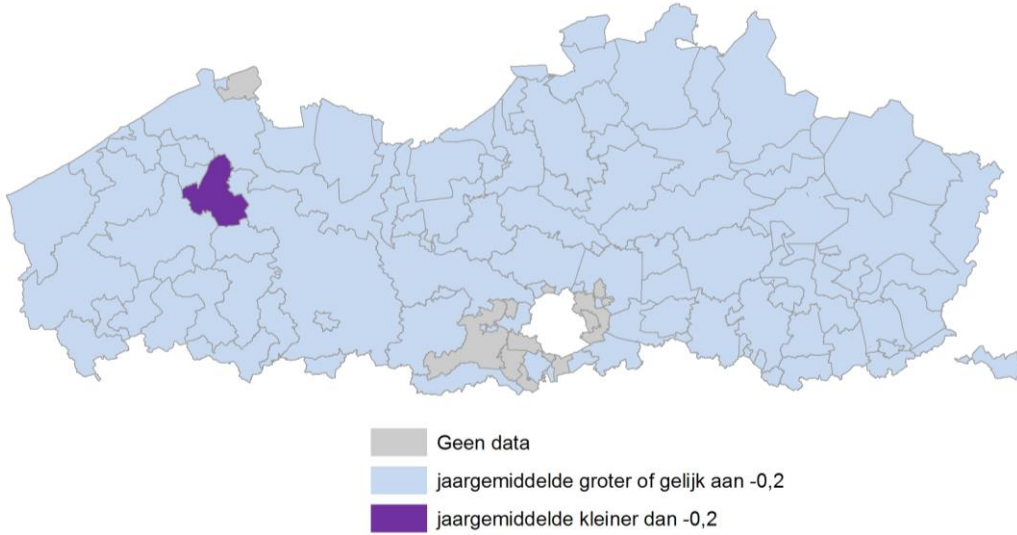 Geen data
jaargemiddelde groter of gelijk aan -0,2
jaargemiddelde kleiner dan -0,2